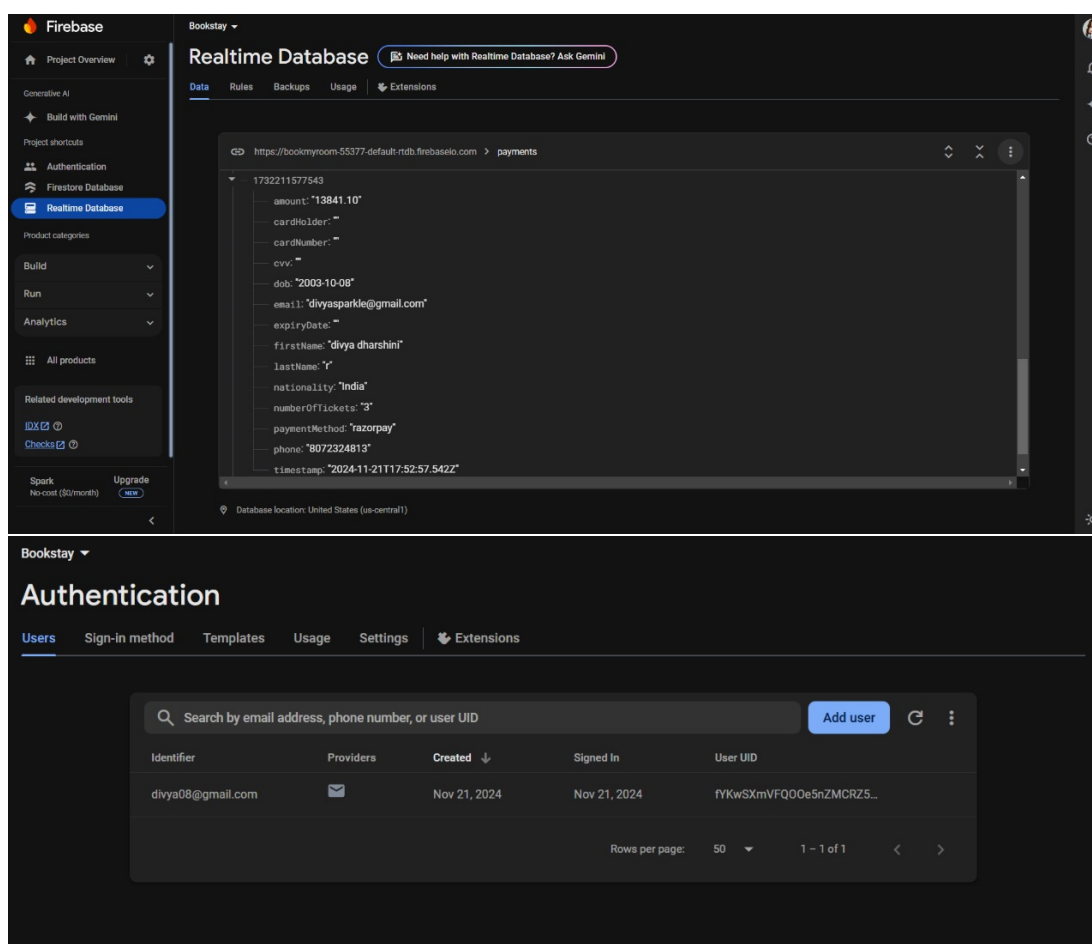 Firebase
Bookstay
Project Overview
Realtime Database
Need help with Realtime Database? Ask Gemini
Generative AI
Data Rules Backups Usage Extensions
Build with Gemini
Project shortcuts
Authentication
Firestore Database
Realtime Database
Product categories
Build
Run
Analytics
All products
Related development tools
IDX
Checks
Spark
No-cost ($0/month)
Upgrade
NEW
https://bookmyroom-55377-default-rtdb.firebaseio.com > payments
1732211577543
amount: "13841.10"
cardHolder: ""
cardNumber: ""
cvv: ""
dob: "2003-10-08"
email: "divyasparkle@gmail.com"
expiryDate: ""
firstName: "divya dharshini"
lastName: "r"
nationality: "India"
numberOfTickets: "3"
paymentMethod: "razorpay"
phone: "8072324813"
timestamp: "2024-11-21T17:52:57.542Z"
Database location: United States (us-central1)
Bookstay
Authentication
Users Sign-in method Templates Usage Settings Extensions
Search by email address, phone number, or user UID
Add user
Identifier Providers Created Signed In User UID
divya08@gmail.com Nov 21, 2024 Nov 21, 2024 fYKwSXmVFQOOe5nZMCRZ5...
Rows per page: 50 1 – 1 of 1